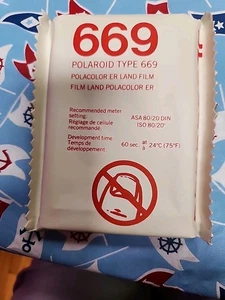 669
POLAROID TYPE 669
POLACOLOR ER LAND FILM
FILM LAND POLACOLOR ER
Recommended meter
setting: ASA 80/20 DIN
Réglage de cellule ISO 80/20°
recommandé:
Development time: at
Temps de 60 sec. à 24°C (75°F)
développement: